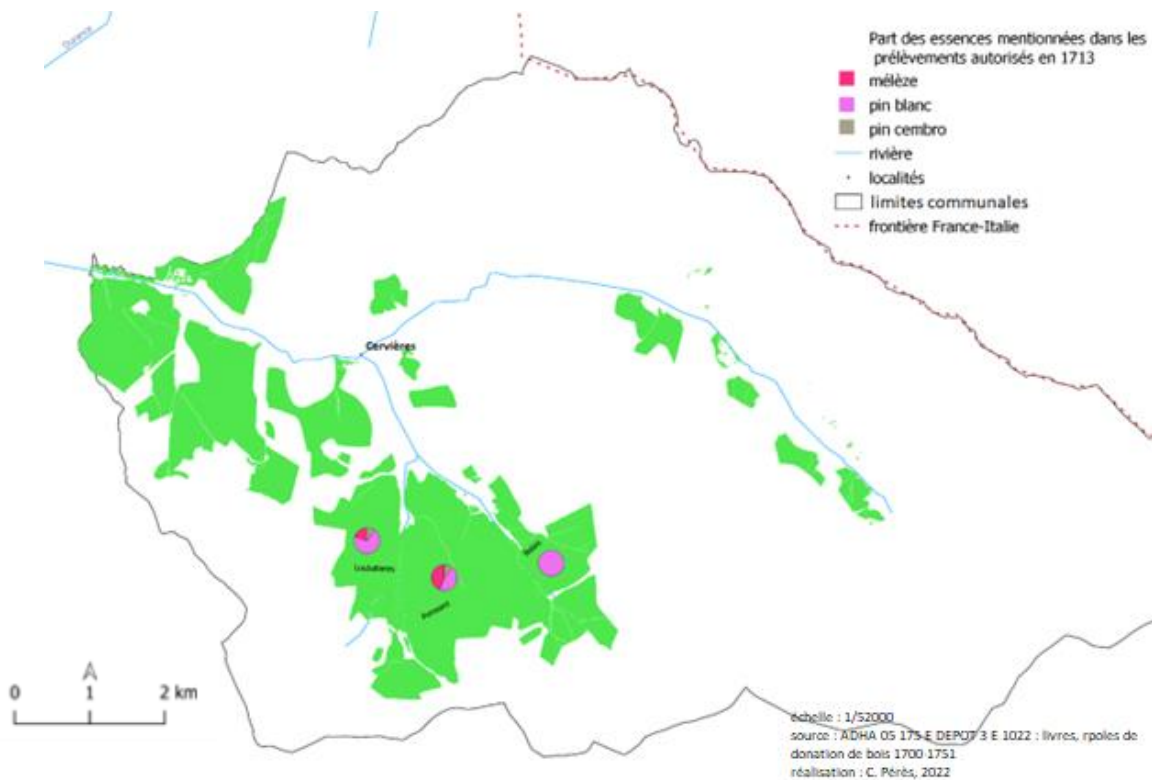 Durance
Part des essences mentionnées dans les
prélèvements autorisés en 1713
mélèze
pin blanc
pin cembro
rivière
localités
limites communales
frontière France-Italie
Cervières
0 1 2 km
échelle : 1/52000
source : ADHA 05 175 E DEPOT 3 E 1022 : livres, rpoles de
donation de bois 1700-1751
réalisation : C. Pérès, 2022